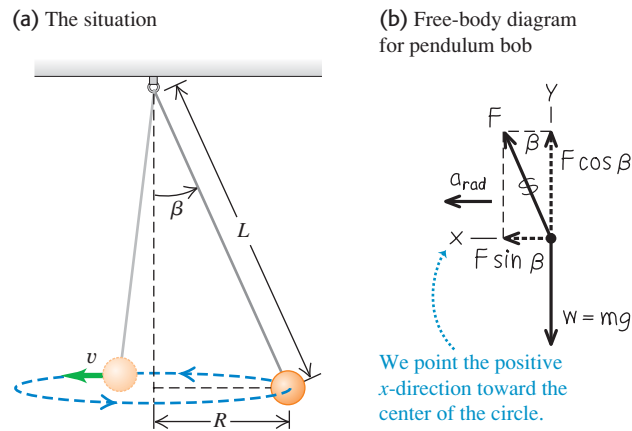 (a) The situation
β
L
v
R
(b) Free-body diagram
for pendulum bob
Y
F
β
F cos β
a rad
X
F sin β
w = mg
We point the positive
x-direction toward the
center of the circle.